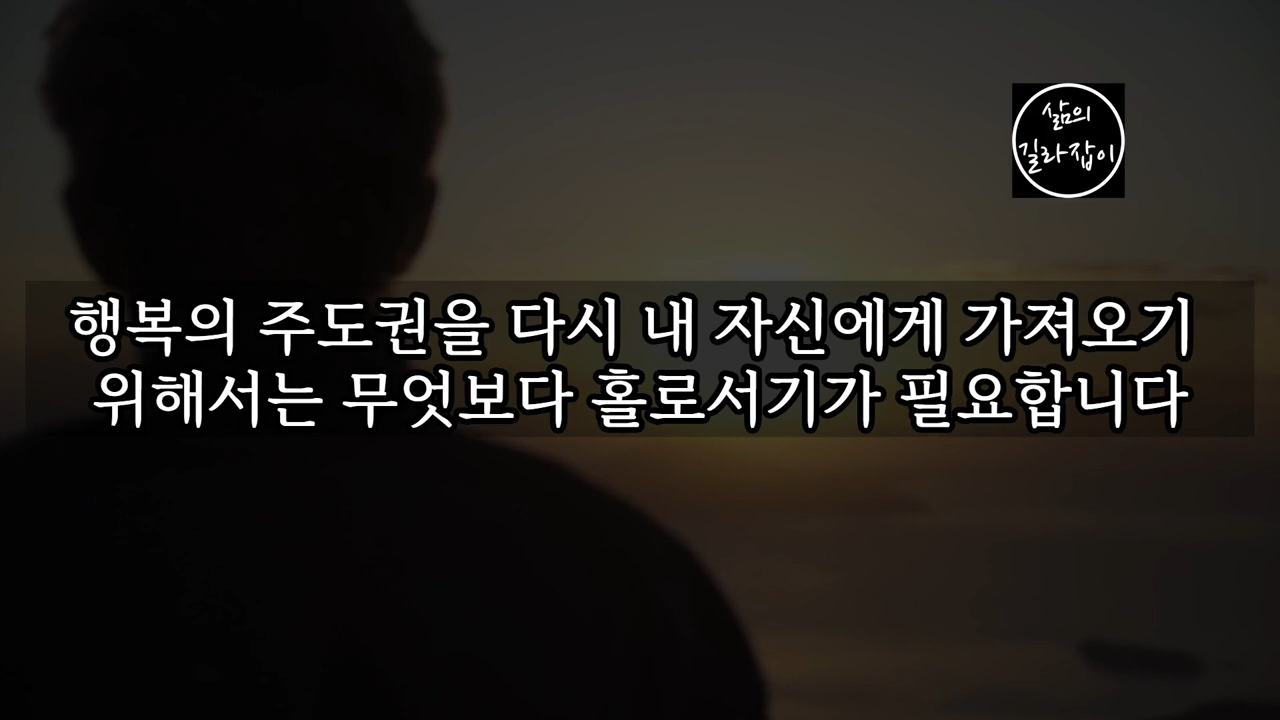 삶의
길라잡이
행복의 주도권을 다시 내 자신에게 가져오기
위해서는 무엇보다 홀로서기가 필요합니다